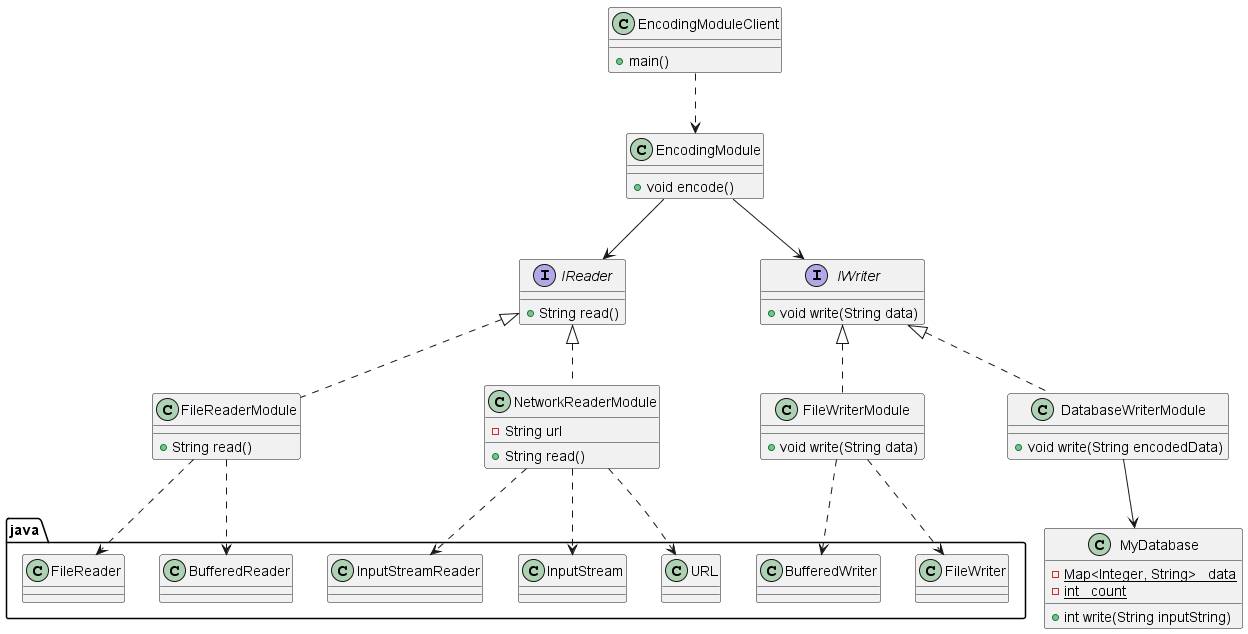 C EncodingModuleClient
main()
C EncodingModule
void encode()
I IReader
String read()
I IWriter
void write(String data)
C FileReaderModule
String read()
C NetworkReaderModule
String url
String read()
C FileWriterModule
void write(String data)
C DatabaseWriterModule
void write(String encodedData)
java
C FileReader
C BufferedReader
C InputStreamReader
C InputStream
C URL
C BufferedWriter
C FileWriter
C MyDatabase
Map<Integer, String> _data
int _count
int write(String inputString)